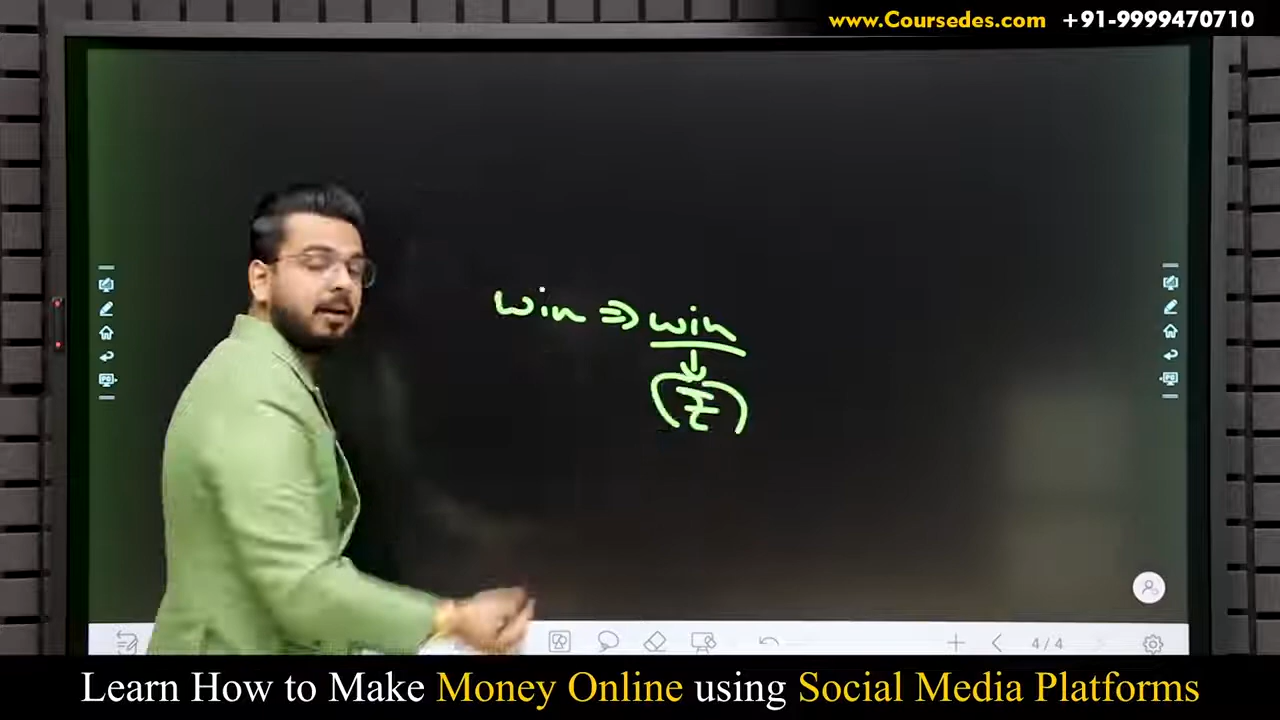 www.Coursedes.com +91-9999470710
win ⇒ win
↓
(Z)
4/4
Learn How to Make Money Online using Social Media Platforms